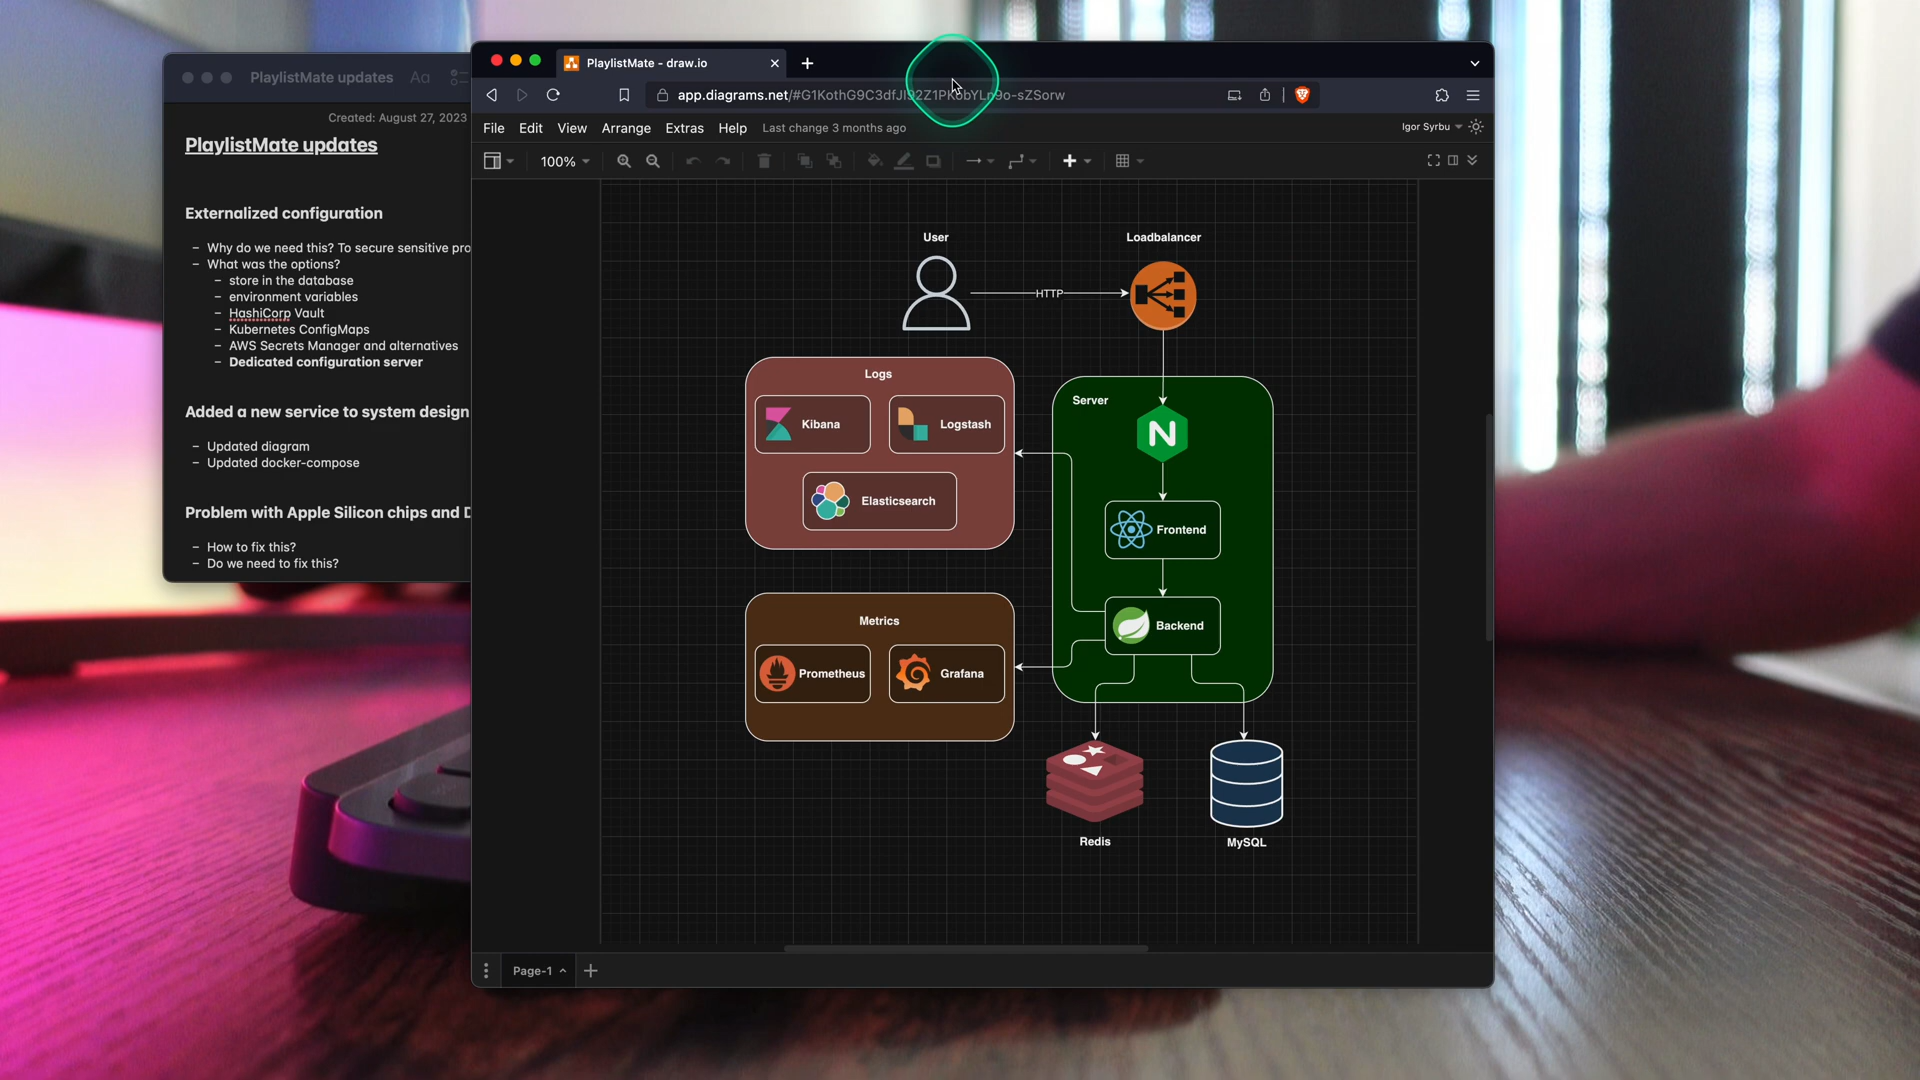 PlaylistMate updates
Aa
Created: August 27, 2023
PlaylistMate updates
Externalized configuration
– Why do we need this? To secure sensitive pro
– What was the options?
– store in the database
– environment variables
– HashiCorp Vault
– Kubernetes ConfigMaps
– AWS Secrets Manager and alternatives
– Dedicated configuration server
Added a new service to system design
– Updated diagram
– Updated docker-compose
Problem with Apple Silicon chips and D
– How to fix this?
– Do we need to fix this?
PlaylistMate - draw.io
app.diagrams.net
File Edit View Arrange Extras Help Last change 3 months ago
Igor Syrbu
100%
User
Loadbalancer
HTTP
Logs
Kibana
Logstash
Elasticsearch
Server
N
Frontend
Backend
Metrics
Prometheus
Grafana
Redis
MySQL
Page-1